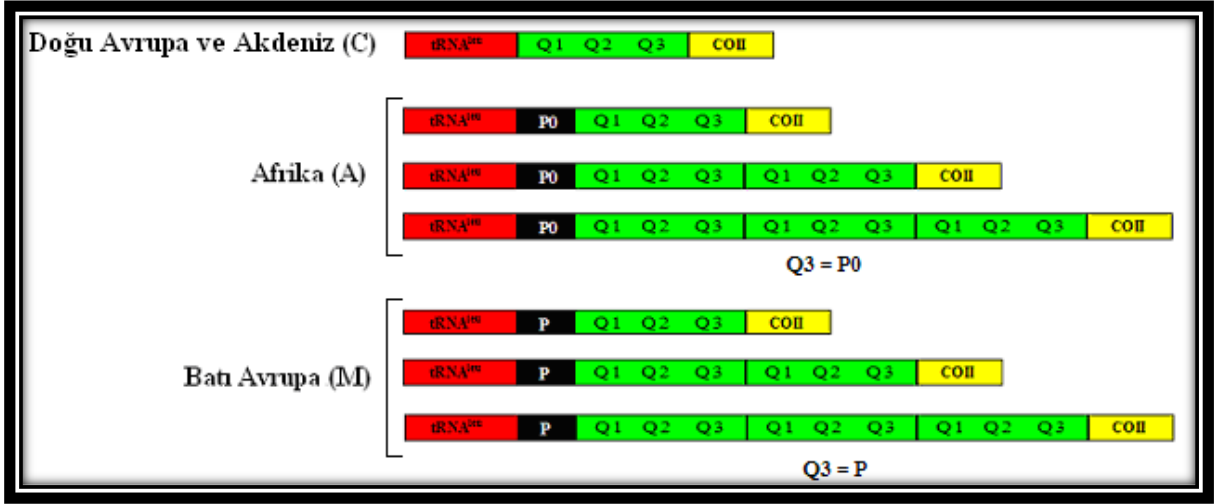 Doğu Avrupa ve Akdeniz (C) tRNAˡᵉᵘ Q1 Q2 Q3 COII
tRNAˡᵉᵘ P0 Q1 Q2 Q3 COII
Afrika (A) tRNAˡᵉᵘ P0 Q1 Q2 Q3 Q1 Q2 Q3 COII
tRNAˡᵉᵘ P0 Q1 Q2 Q3 Q1 Q2 Q3 Q1 Q2 Q3 COII
Q3 = P0
tRNAˡᵉᵘ P Q1 Q2 Q3 COII
Batı Avrupa (M) tRNAˡᵉᵘ P Q1 Q2 Q3 Q1 Q2 Q3 COII
tRNAˡᵉᵘ P Q1 Q2 Q3 Q1 Q2 Q3 Q1 Q2 Q3 COII
Q3 = P